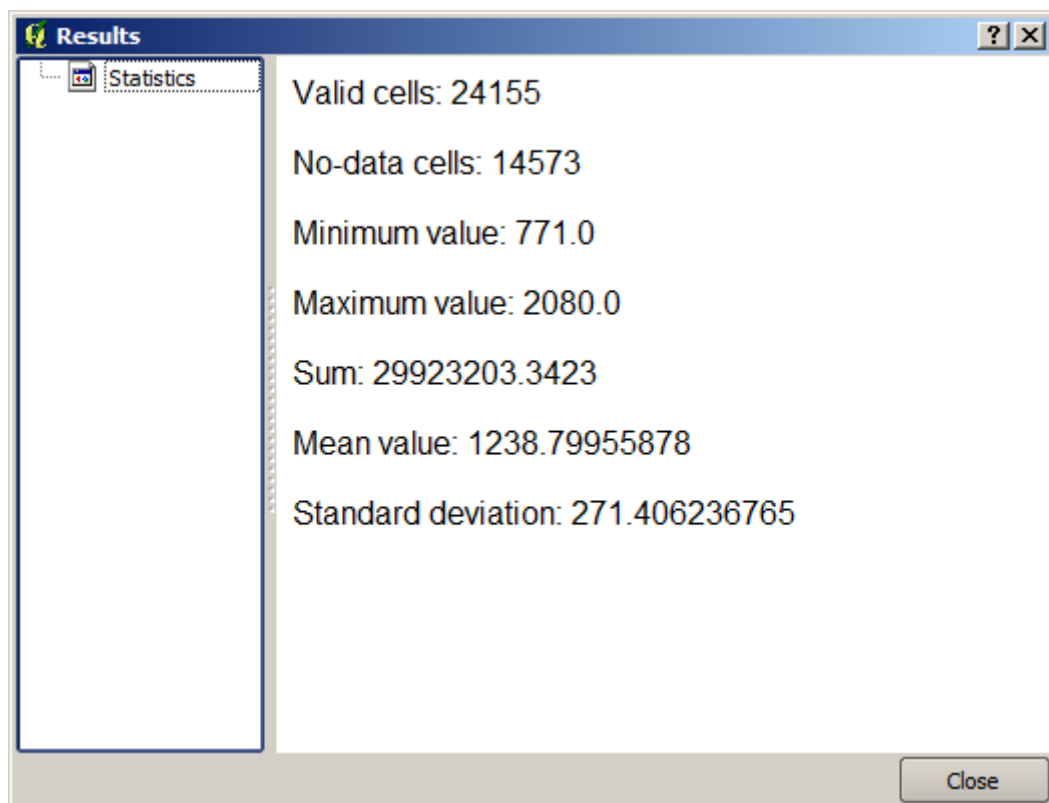 Results
Statistics
Valid cells: 24155
No-data cells: 14573
Minimum value: 771.0
Maximum value: 2080.0
Sum: 29923203.3423
Mean value: 1238.79955878
Standard deviation: 271.406236765
Close